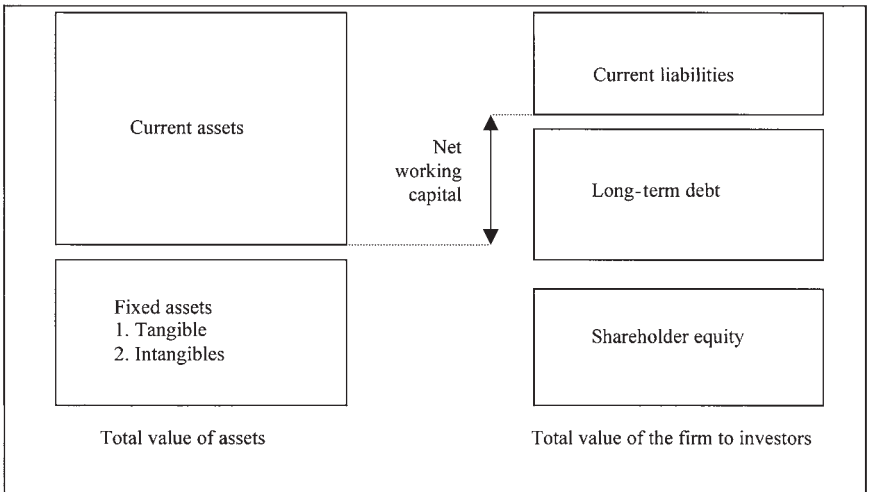 Current assets
Fixed assets
1. Tangible
2. Intangibles
Total value of assets
Net
working
capital
Current liabilities
Long-term debt
Shareholder equity
Total value of the firm to investors